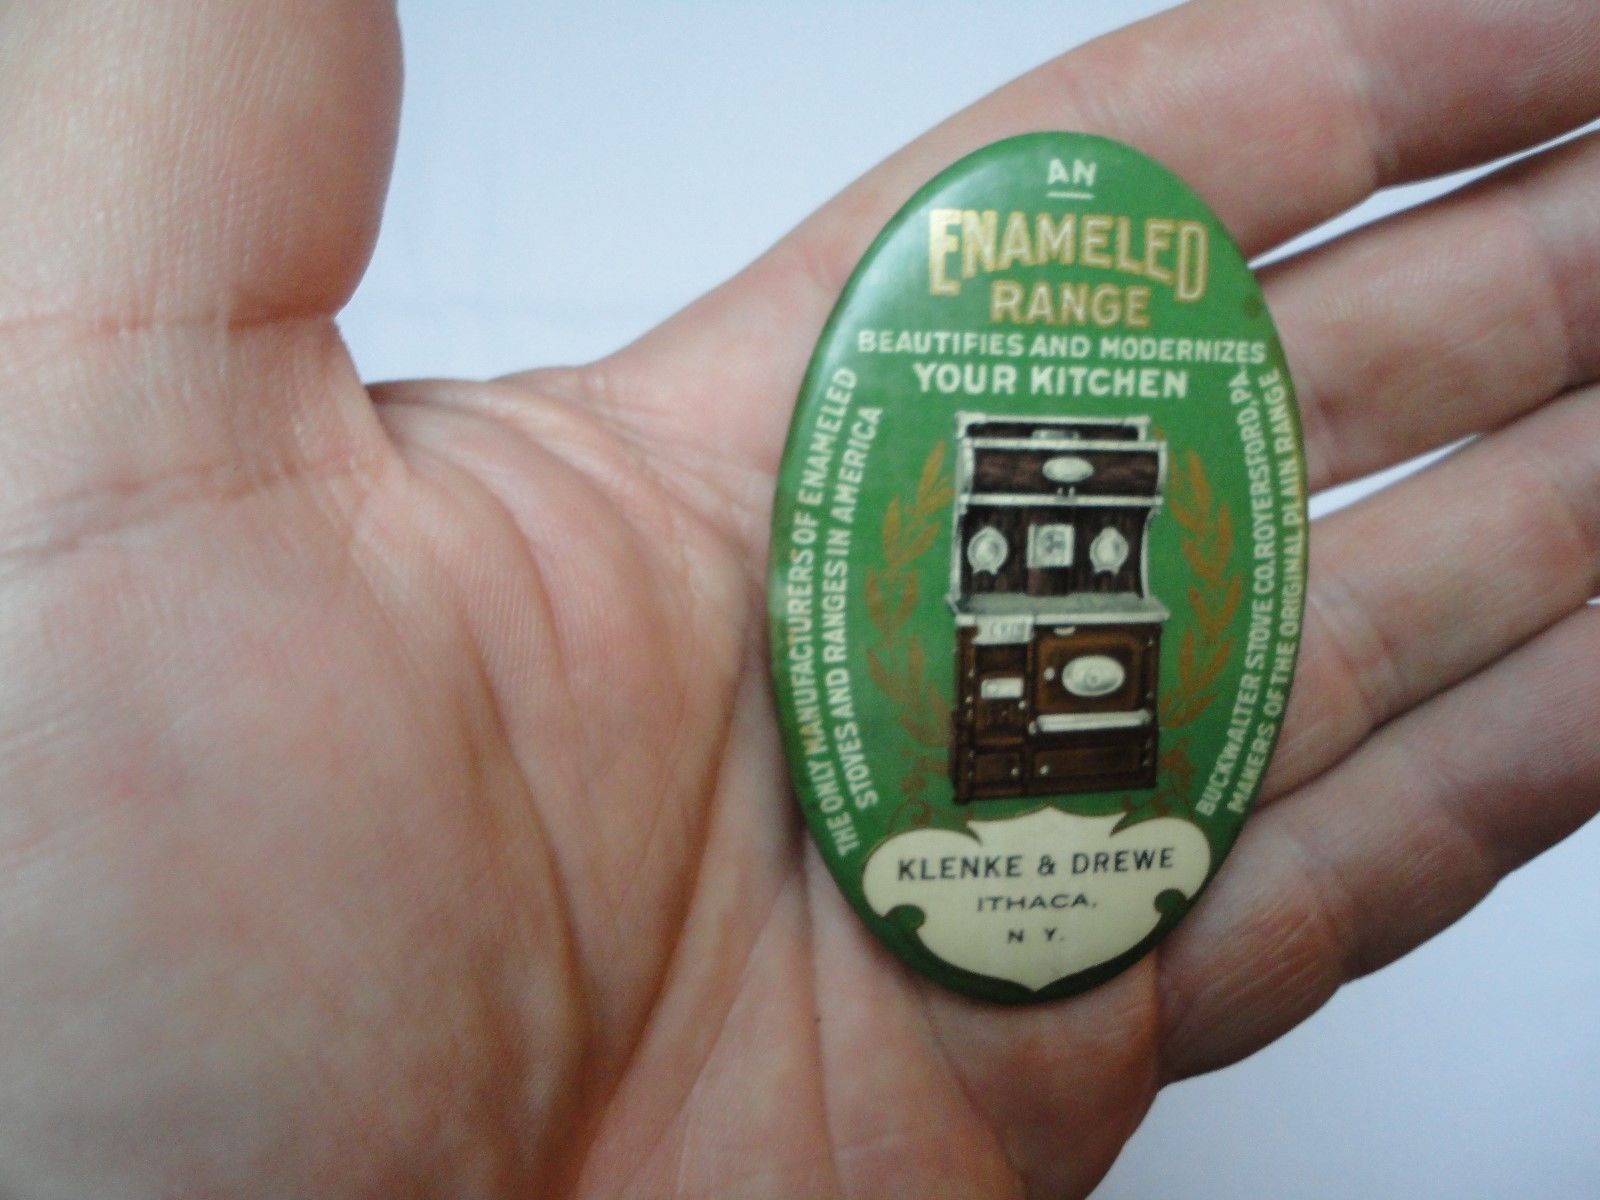 AN
ENAMELED
RANGE
BEAUTIFIES AND MODERNIZES
YOUR KITCHEN
THE ONLY MANUFACTURERS OF ENAMELED
STOVES AND RANGES IN AMERICA
BUCKWALTER STOVE CO. ROYERSFORD, PA.
MAKERS OF THE ORIGINAL PLAIN RANGE
KLENKE & DREWE
ITHACA,
N Y.